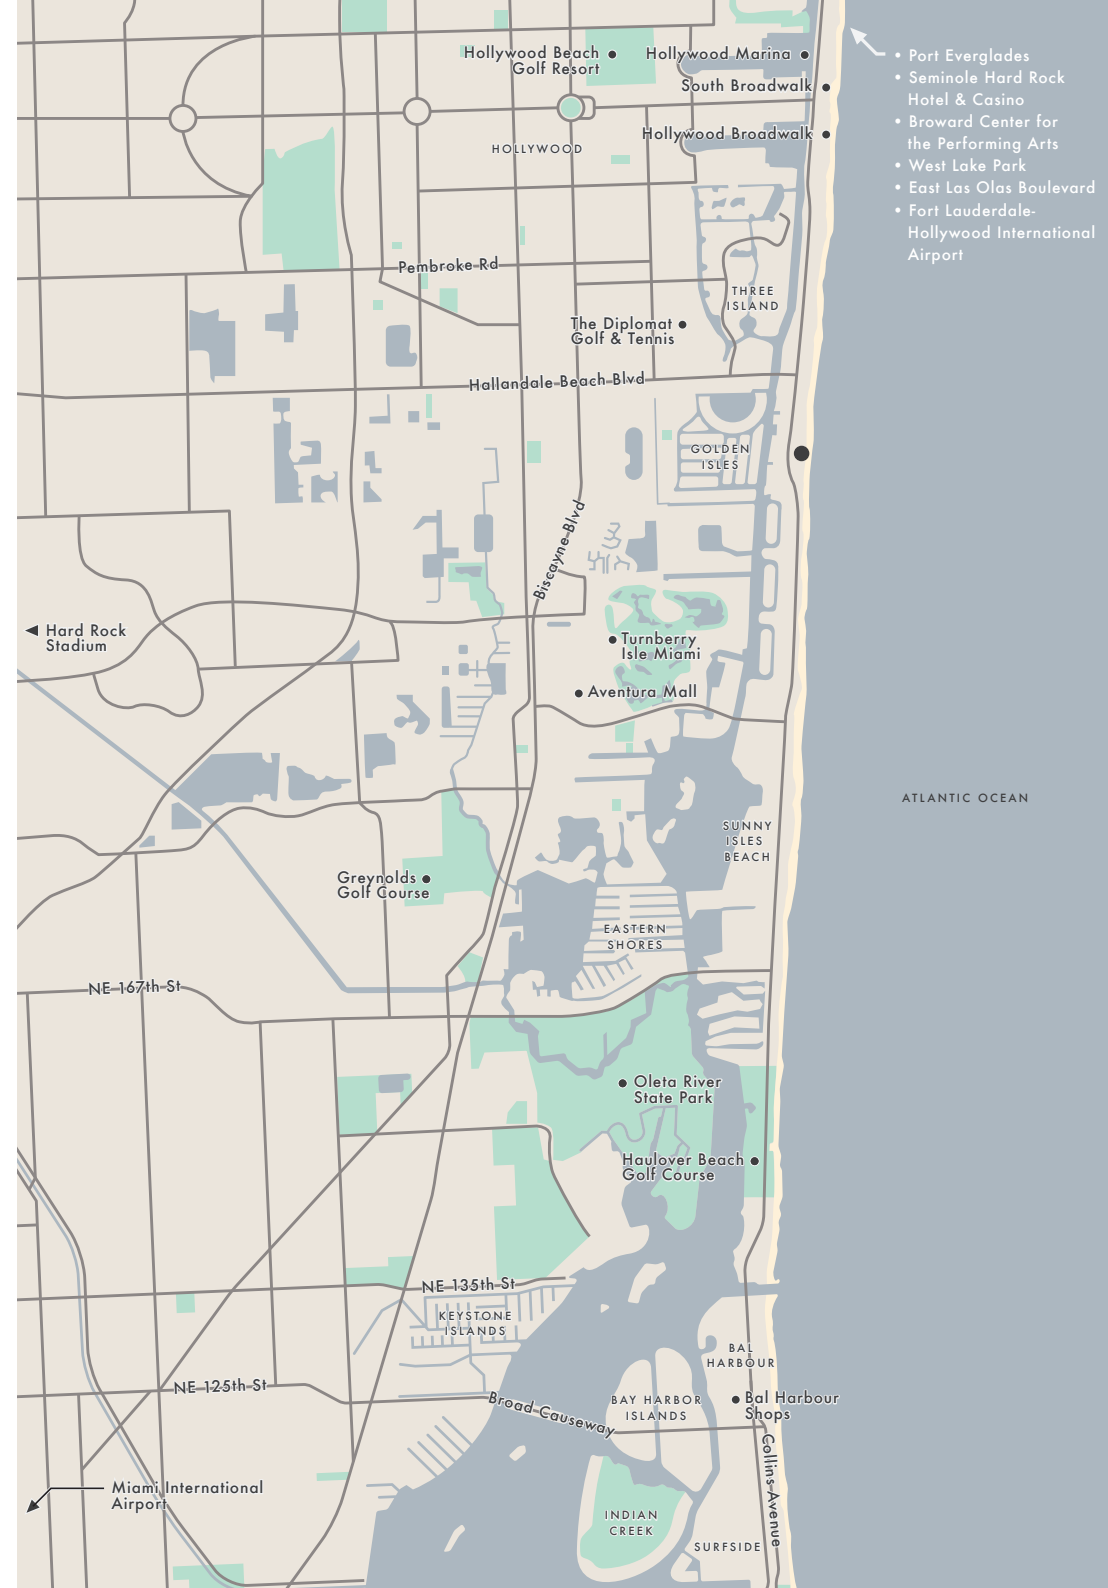 Hollywood Beach
Golf Resort
Hollywood Marina
South Broadwalk
Hollywood Broadwalk
• Port Everglades
• Seminole Hard Rock
Hotel & Casino
• Broward Center for
the Performing Arts
• West Lake Park
• East Las Olas Boulevard
• Fort Lauderdale-
Hollywood International
Airport
HOLLYWOOD
Pembroke Rd
THREE
ISLAND
The Diplomat
Golf & Tennis
Hallandale Beach Blvd
GOLDEN
ISLES
Biscayne Blvd
Hard Rock
Stadium
Turnberry
Isle Miami
Aventura Mall
ATLANTIC OCEAN
SUNNY
ISLES
BEACH
Greynolds
Golf Course
EASTERN
SHORES
NE 167th St
Oleta River
State Park
Haulover Beach
Golf Course
NE 135th St
KEYSTONE
ISLANDS
BAL
HARBOUR
NE 125th St
Broad Causeway
BAY HARBOR
ISLANDS
Bal Harbour
Shops
Collins Avenue
Miami International
Airport
INDIAN
CREEK
SURFSIDE